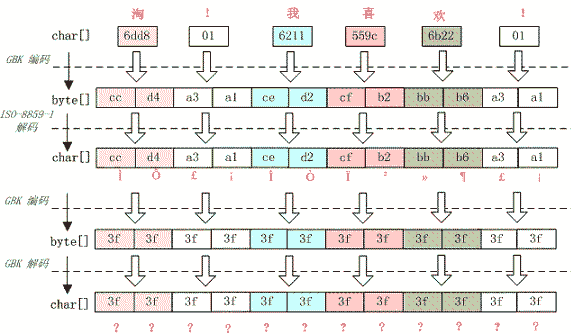 淘 ! 我 喜 欢 !
char[] 6dd8 01 6211 559c 6b22 01
GBK 编码
byte[] cc d4 a3 a1 ce d2 cf b2 bb b6 a3 a1
ISO-8859-1
解码
char[] cc d4 a3 a1 ce d2 cf b2 bb b6 a3 a1
Ì Ô £ ¡ Î Ò Ï ² » ¶ £ ¡
GBK 编码
byte[] 3f 3f 3f 3f 3f 3f 3f 3f 3f 3f 3f 3f
GBK 解码
char[] 3f 3f 3f 3f 3f 3f 3f 3f 3f 3f 3f 3f
? ? ? ? ? ? ? ? ? ? ? ?